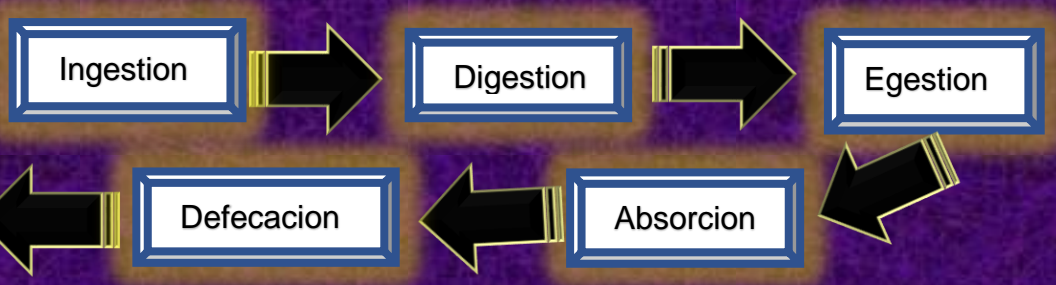 Ingestion
Digestion
Egestion
Absorcion
Defecacion